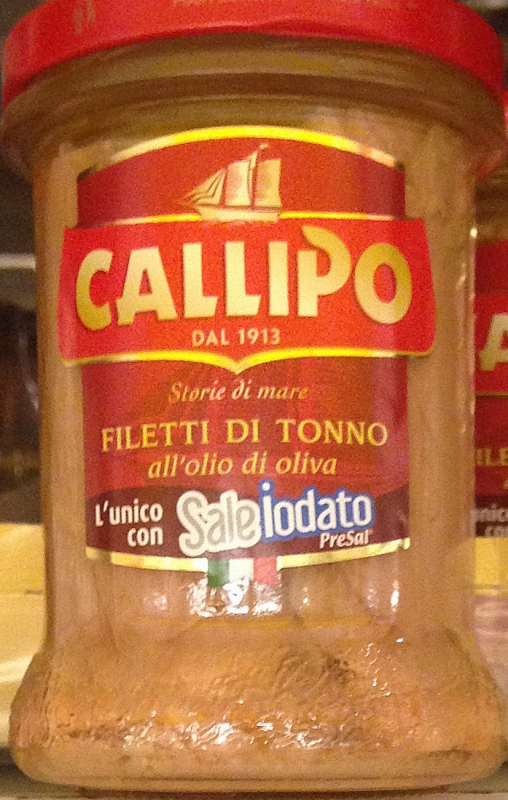 CALLIPO
DAL 1913
Storie di mare
FILETTI DI TONNO
all'olio di oliva
L'unico
con
Sale iodato
PreSal